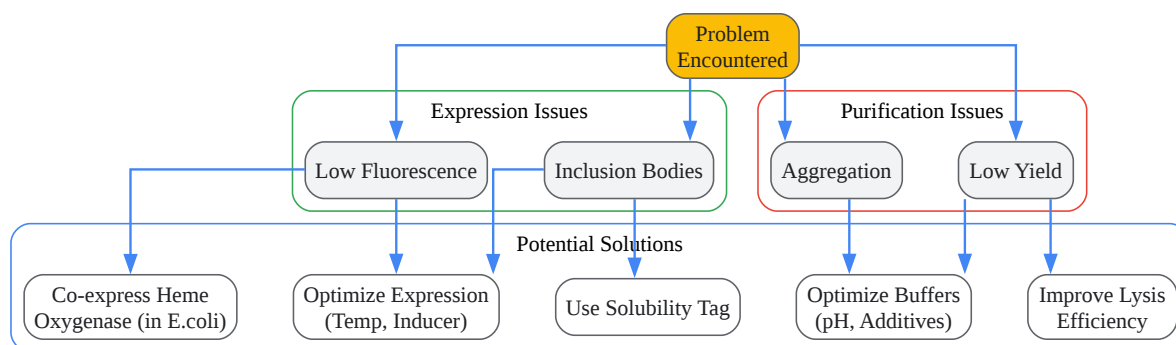 Problem
Encountered
Expression Issues
Purification Issues
Low Fluorescence
Inclusion Bodies
Aggregation
Low Yield
Potential Solutions
Co-express Heme
Oxygenase (in E.coli)
Optimize Expression
(Temp, Inducer)
Use Solubility Tag
Optimize Buffers
(pH, Additives)
Improve Lysis
Efficiency